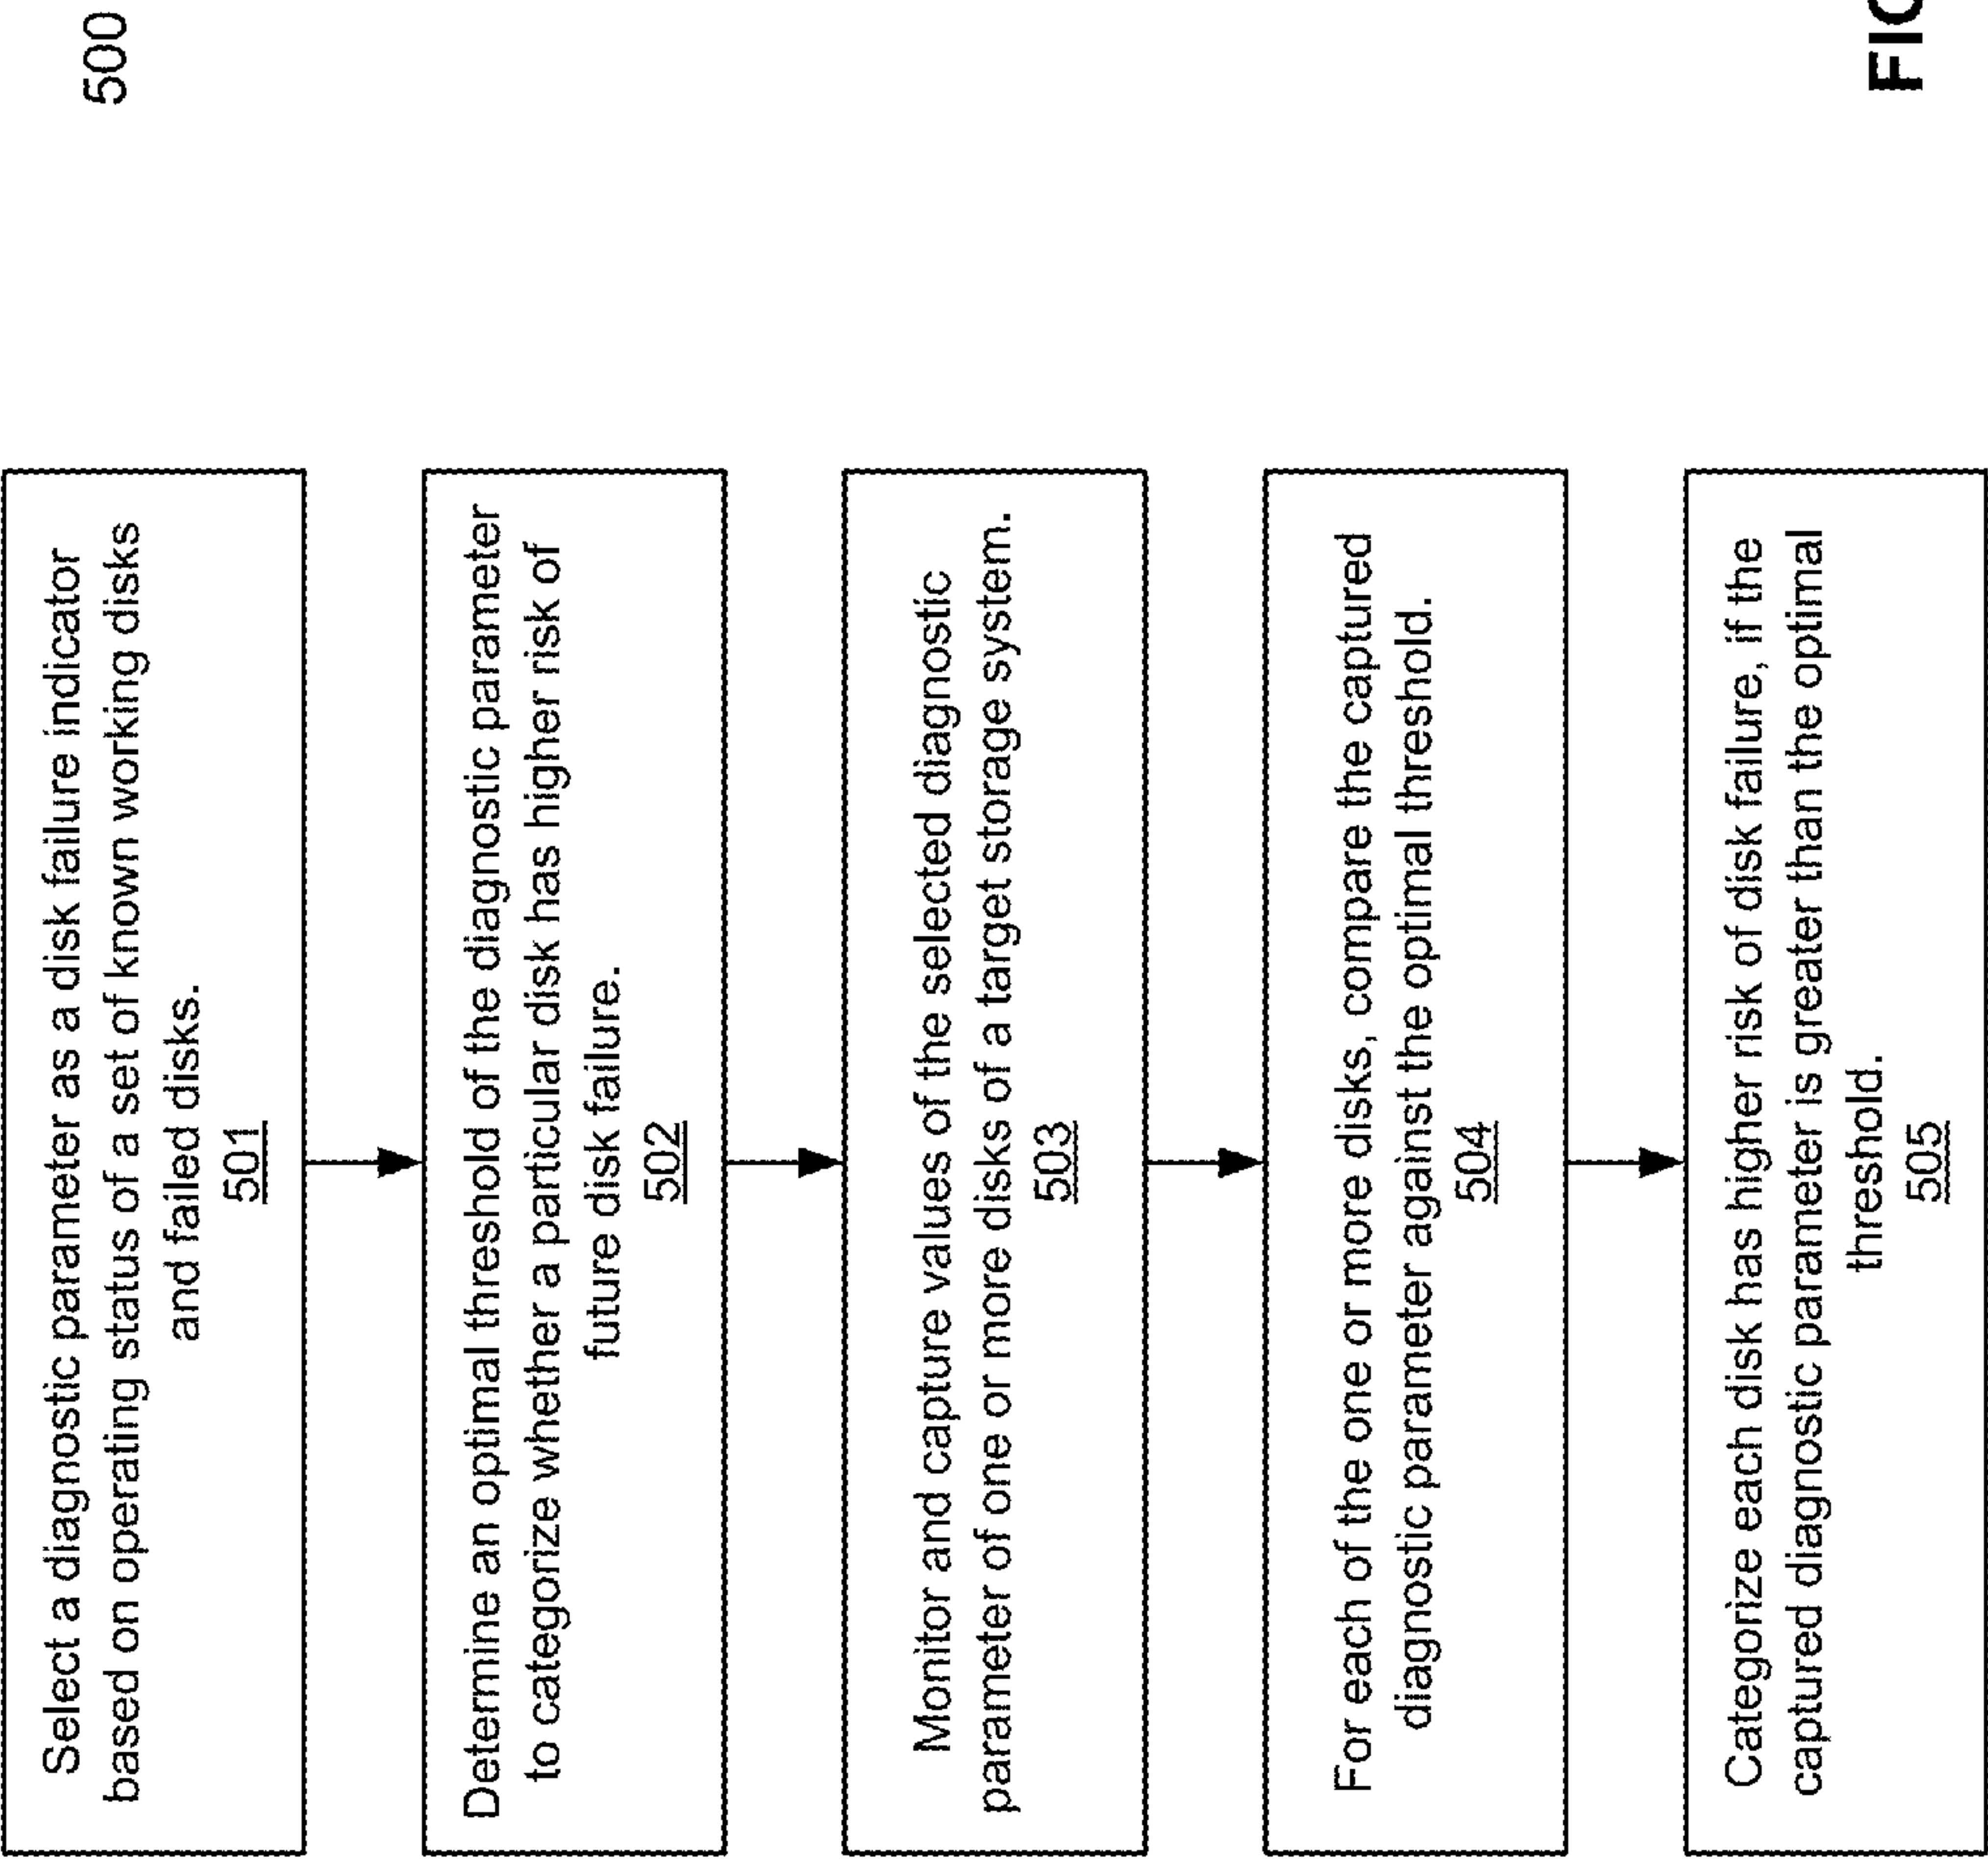 500
Select a diagnostic parameter as a disk failure indicator
based on operating status of a set of known working disks
and failed disks.
501
Determine an optimal threshold of the diagnostic parameter
to categorize whether a particular disk has higher risk of
future disk failure.
502
Monitor and capture values of the selected diagnostic
parameter of one or more disks of a target storage system.
503
For each of the one or more disks, compare the captured
diagnostic parameter against the optimal threshold.
504
Categorize each disk has higher risk of disk failure, if the
captured diagnostic parameter is greater than the optimal
threshold.
505